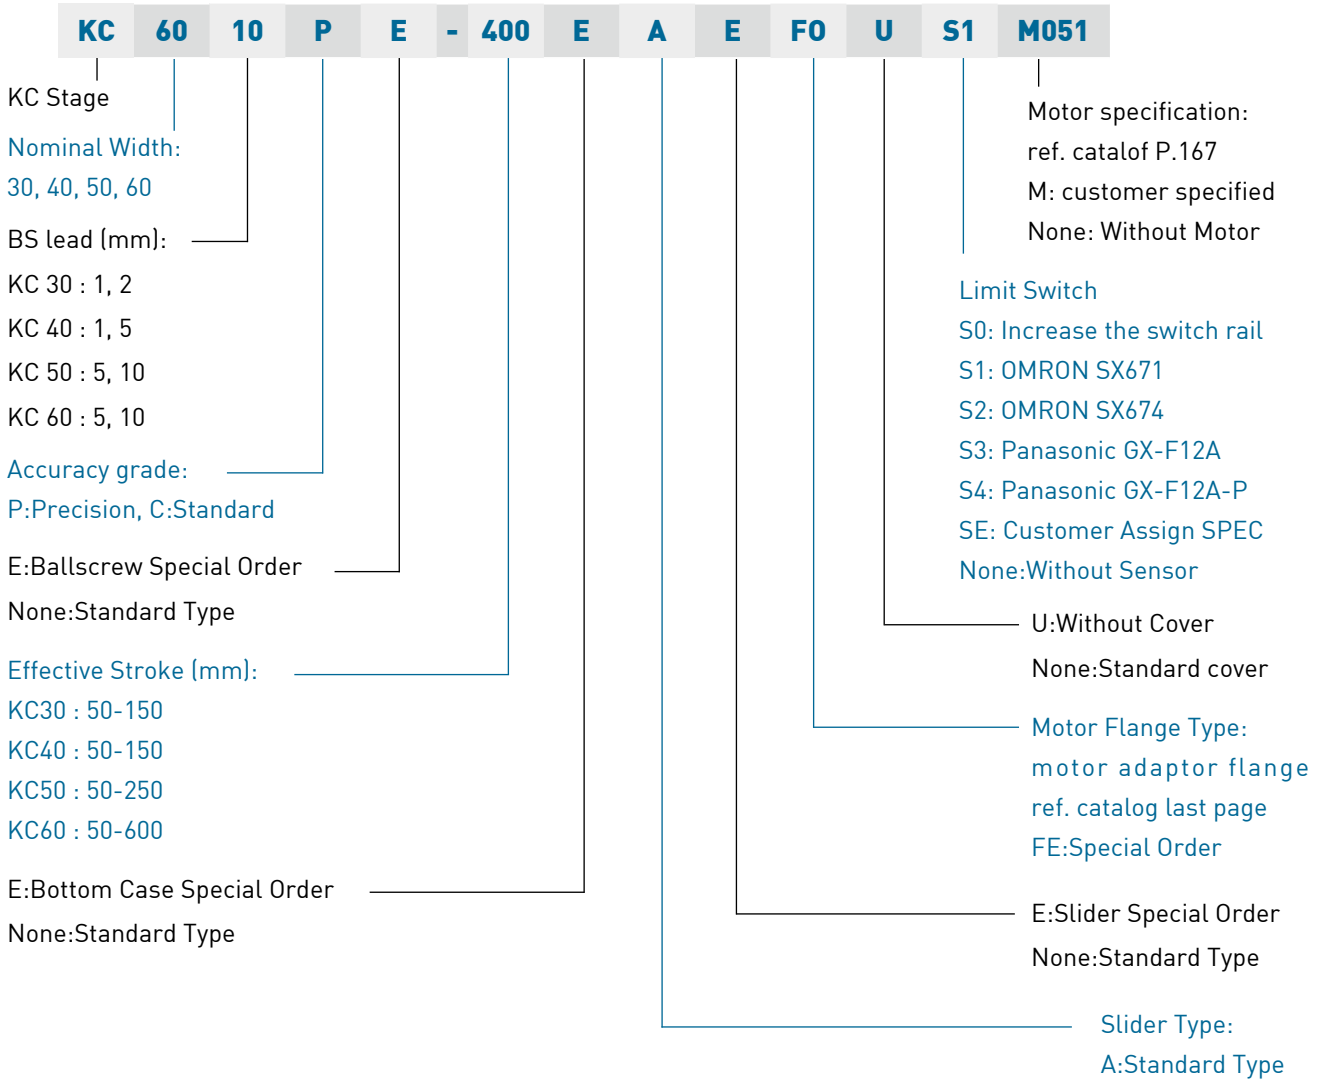 KC 60 10 P E - 400 E A E F0 U S1 M051
KC Stage
Nominal Width:
30, 40, 50, 60
BS lead (mm):
KC 30 : 1, 2
KC 40 : 1, 5
KC 50 : 5, 10
KC 60 : 5, 10
Accuracy grade:
P:Precision, C:Standard
E:Ballscrew Special Order
None:Standard Type
Effective Stroke (mm):
KC30 : 50-150
KC40 : 50-150
KC50 : 50-250
KC60 : 50-600
E:Bottom Case Special Order
None:Standard Type
Motor specification:
ref. catalof P.167
M: customer specified
None: Without Motor
Limit Switch
S0: Increase the switch rail
S1: OMRON SX671
S2: OMRON SX674
S3: Panasonic GX-F12A
S4: Panasonic GX-F12A-P
SE: Customer Assign SPEC
None:Without Sensor
U:Without Cover
None:Standard cover
Motor Flange Type:
motor adaptor flange
ref. catalog last page
FE:Special Order
E:Slider Special Order
None:Standard Type
Slider Type:
A:Standard Type